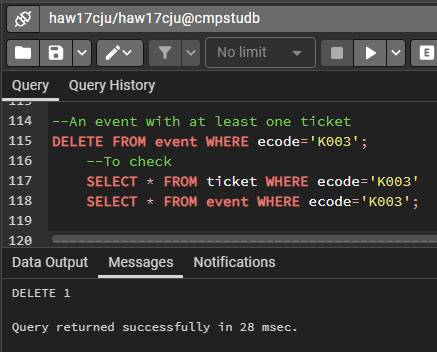 haw17cju/haw17cju@cmpstudb
No limit
E
Query Query History
113
114 --An event with at least one ticket
115 DELETE FROM event WHERE ecode='K003';
116 --To check
117 SELECT * FROM ticket WHERE ecode='K003'
118 SELECT * FROM event WHERE ecode='K003';
119
120
Data Output Messages Notifications
DELETE 1
Query returned successfully in 28 msec.